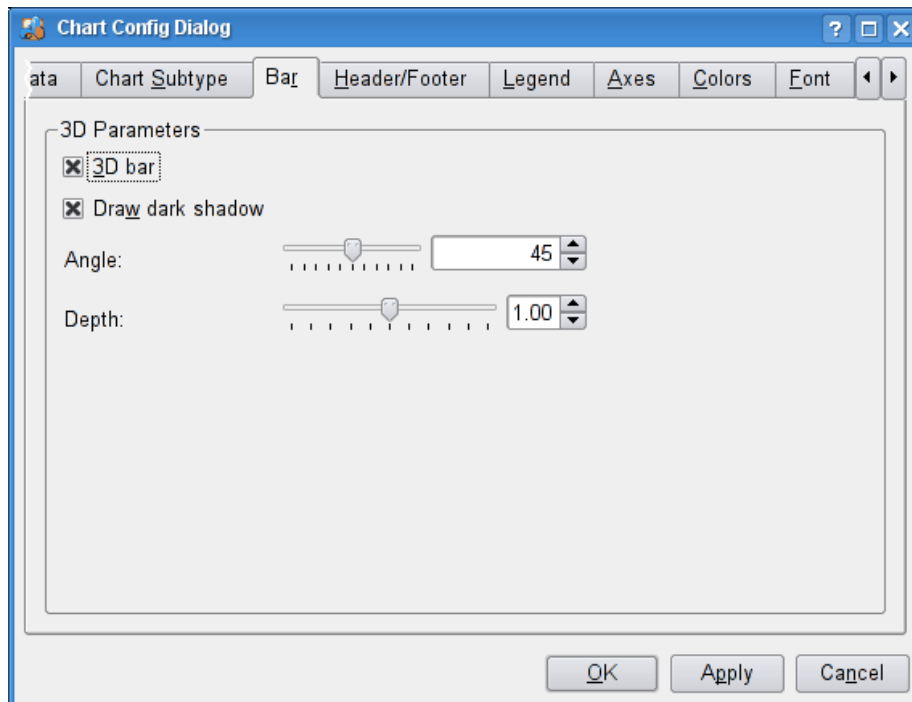 Chart Config Dialog
ata Chart Subtype Bar Header/Footer Legend Axes Colors Font
3D Parameters
3D bar
Draw dark shadow
Angle: 45
Depth: 1.00
OK Apply Cancel